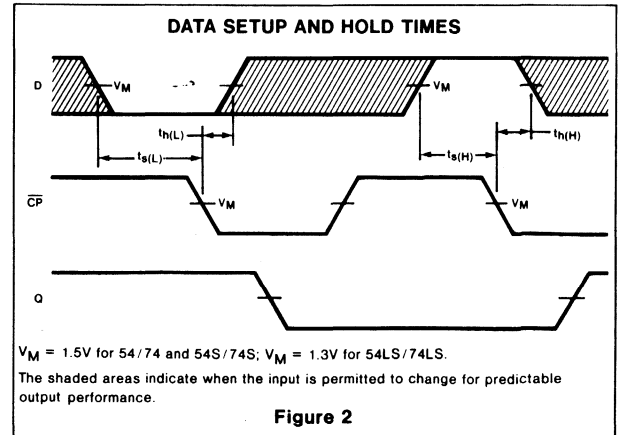 DATA SETUP AND HOLD TIMES
D
VM
VM
th(L)
th(H)
ts(L)
ts(H)
CP
VM
VM
Q
VM = 1.5V for 54/74 and 54S/74S; VM = 1.3V for 54LS/74LS.
The shaded areas indicate when the input is permitted to change for predictable
output performance.
Figure 2